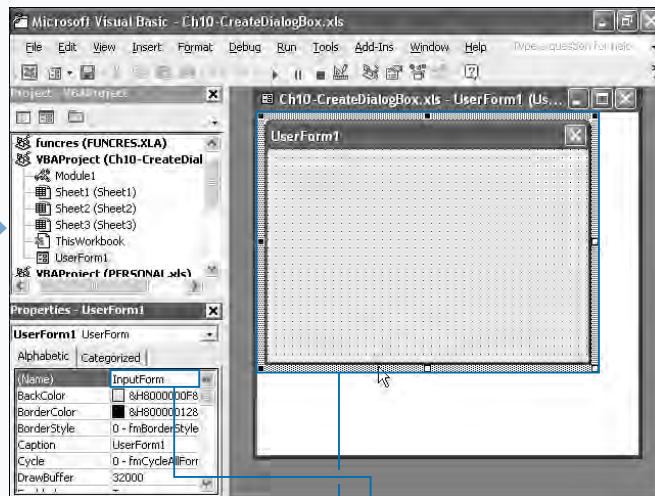 Microsoft Visual Basic - Ch10-CreateDialogBox.xls
File Edit View Insert Format Debug Run Tools Add-Ins Window Help Type a question for help
Project - VBAProject
funcres (FUNCRES.XLA)
VBAProject (Ch10-CreateDial
Module1
Sheet1 (Sheet1)
Sheet2 (Sheet2)
Sheet3 (Sheet3)
ThisWorkbook
UserForm1
VBAProject (PERSONAL.xls)
Properties - UserForm1
UserForm1 UserForm
Alphabetic Categorized
(Name) InputForm
BackColor &H8000000F&
BorderColor &H80000012&
BorderStyle 0 - fmBorderStyle
Caption UserForm1
Cycle 0 - fmCycleAllForr
DrawBuffer 32000
Ch10-CreateDialogBox.xls - UserForm1 (Us...
UserForm1